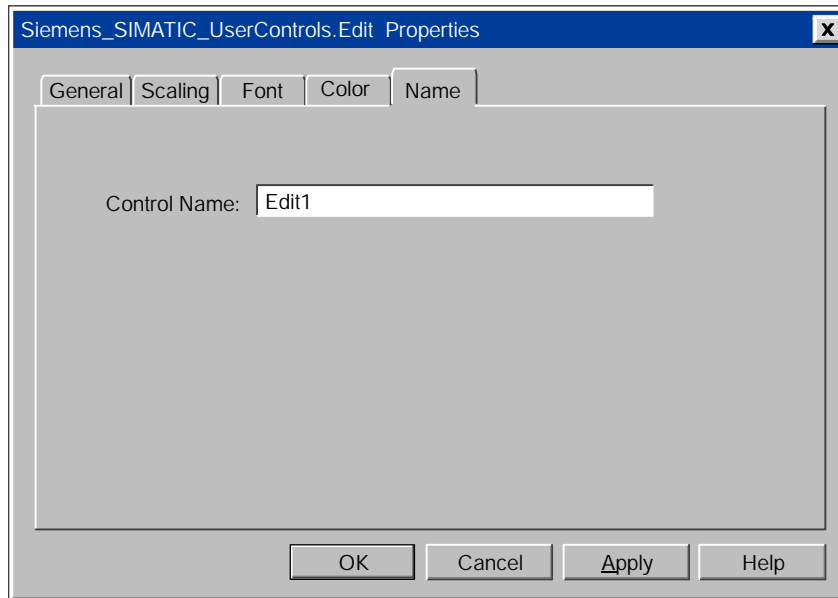 Siemens_SIMATIC_UserControls.Edit Properties
X
General Scaling Font Color Name
Control Name: Edit1
OK Cancel Apply Help